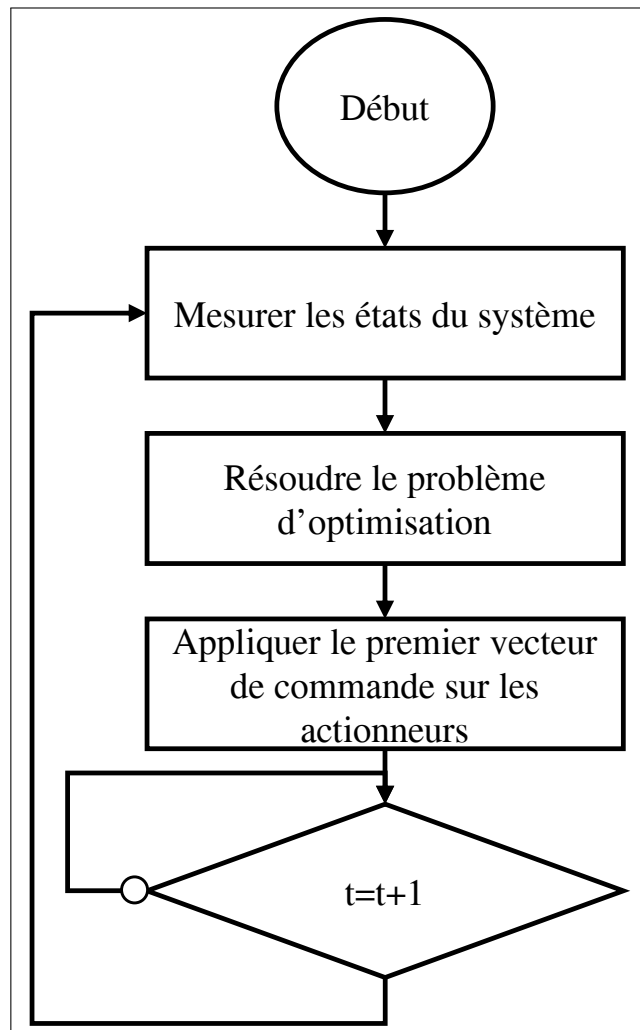 Début
Mesurer les états du système
Résoudre le problème
d’optimisation
Appliquer le premier vecteur
de commande sur les
actionneurs
t=t+1